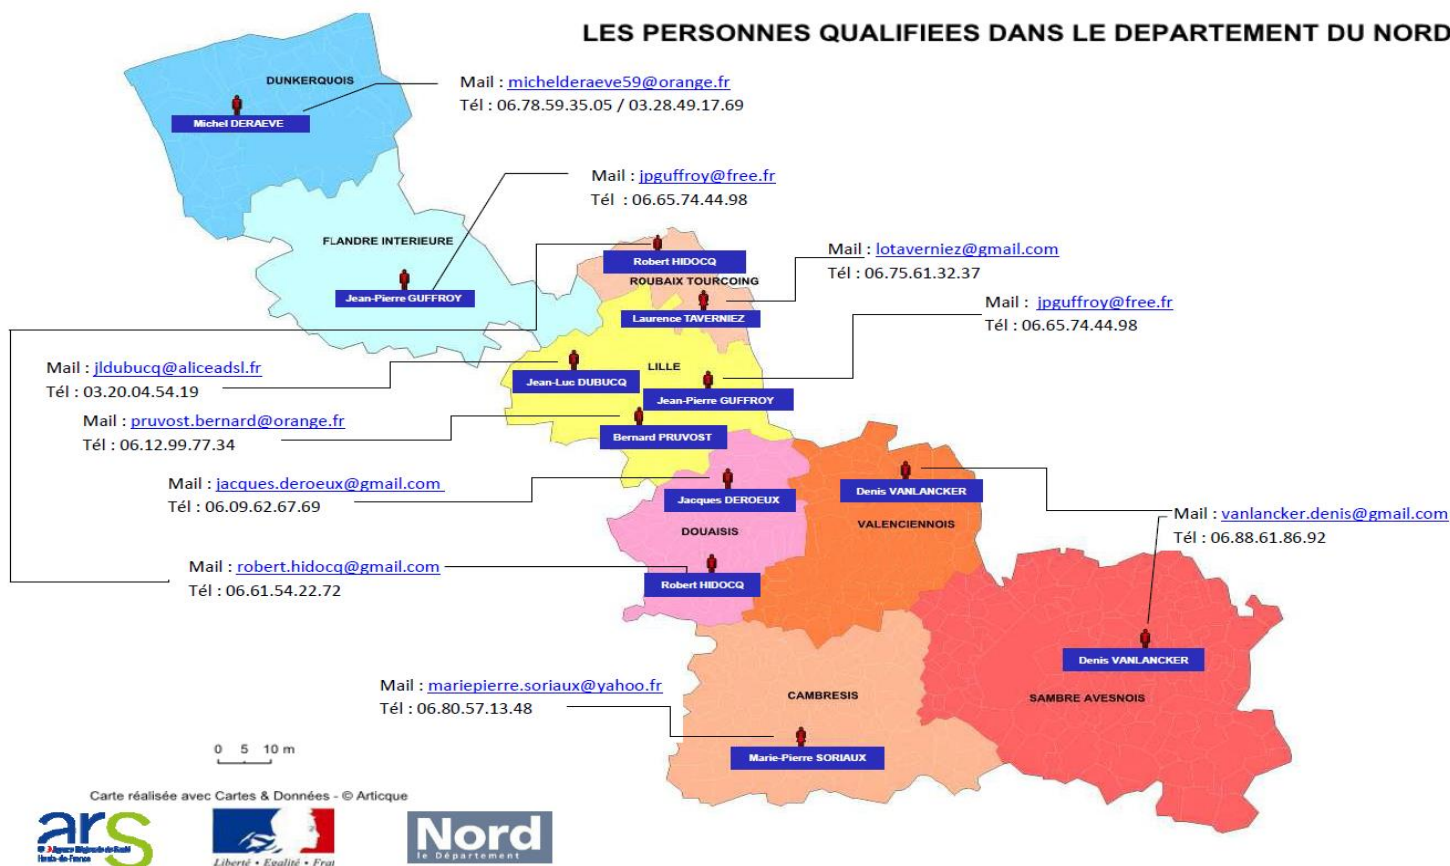 LES PERSONNES QUALIFIEES DANS LE DEPARTEMENT DU NORD
DUNKERQUOIS
Mail : michelderaeve59@orange.fr
Tél : 06.78.59.35.05 / 03.28.49.17.69
Michel DERAEVE
Mail : jpguffroy@free.fr
Tél : 06.65.74.44.98
FLANDRE INTERIEURE
Jean-Pierre GUFFROY
Robert HIDOCQ
ROUBAIX TOURCOING
Laurence TAVERNIEZ
Mail : lotaverniez@gmail.com
Tél : 06.75.61.32.37
Mail : jpguffroy@free.fr
Tél : 06.65.74.44.98
Mail : jldubucq@aliceadsl.fr
Tél : 03.20.04.54.19
LILLE
Jean-Luc DUBUCQ
Jean-Pierre GUFFROY
Mail : pruvost.bernard@orange.fr
Tél : 06.12.99.77.34
Bernard PRUVOST
Mail : jacques.deroeux@gmail.com
Tél : 06.09.62.67.69
Jacques DEROEUX
DOUAISIS
Denis VANLANCKER
VALENCIENNOIS
Mail : vanlancker.denis@gmail.com
Tél : 06.88.61.86.92
Mail : robert.hidocq@gmail.com
Tél : 06.61.54.22.72
Robert HIDOCQ
Denis VANLANCKER
SAMBRE AVESNOIS
Mail : mariepierre.soriaux@yahoo.fr
Tél : 06.80.57.13.48
CAMBRESIS
Marie-Pierre SORIAUX
0 5 10 m
Carte réalisée avec Cartes & Données - © Articque
ars
Agence Régionale de Santé
Hauts-de-France
Liberté • Egalité • Frat
Nord
le Département